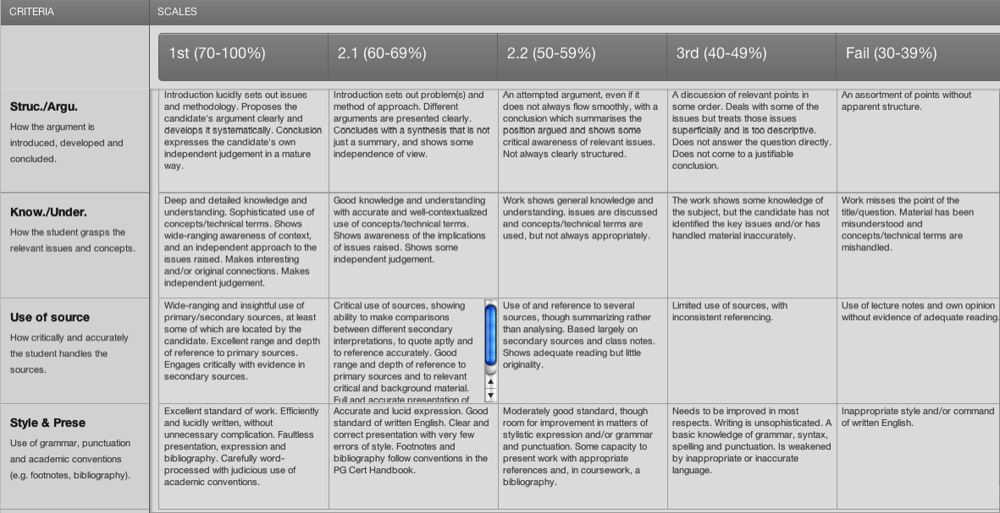 CRITERIA
SCALES
1st (70-100%)
2.1 (60-69%)
2.2 (50-59%)
3rd (40-49%)
Fail (30-39%)
Struc./Argu.
How the argument is
introduced, developed and
concluded.
Introduction lucidly sets out issues
and methodology. Proposes the
candidate's argument clearly and
develops it systematically. Conclusion
expresses the candidate's own
independent judgement in a mature
way.
Introduction sets out problem(s) and
method of approach. Different
arguments are presented clearly.
Concludes with a synthesis that is not
just a summary, and shows some
independence of view.
An attempted argument, even if it
does not always flow smoothly, with a
conclusion which summarises the
position argued and shows some
critical awareness of relevant issues.
Not always clearly structured.
A discussion of relevant points in
some order. Deals with some of the
issues but treats those issues
superficially and is too descriptive.
Does not answer the question directly.
Does not come to a justifiable
conclusion.
An assortment of points without
apparent structure.
Know./Under.
How the student grasps the
relevant issues and concepts.
Deep and detailed knowledge and
understanding. Sophisticated use of
concepts/technical terms. Shows
wide-ranging awareness of context,
and an independent approach to the
issues raised. Makes interesting
and/or original connections. Makes
independent judgement.
Good knowledge and understanding
with accurate and well-contextualized
use of concepts/technical terms.
Shows awareness of the implications
of issues raised. Shows some
independent judgement.
Work shows general knowledge and
understanding. issues are discussed
and concepts/technical terms are
used, but not always appropriately.
The work shows some knowledge of
the subject, but the candidate has not
identified the key issues and/or has
handled material inaccurately.
Work misses the point of the
title/question. Material has been
misunderstood and
concepts/technical terms are
mishandled.
Use of source
How critically and accurately
the student handles the
sources.
Wide-ranging and insightful use of
primary/secondary sources, at least
some of which are located by the
candidate. Excellent range and depth
of reference to primary sources.
Engages critically with evidence in
secondary sources.
Critical use of sources, showing
ability to make comparisons
between different secondary
interpretations, to quote aptly and
to reference accurately. Good
range and depth of reference to
primary sources and to relevant
critical and background material.
Full and accurate presentation of
Use of and reference to several
sources, though summarizing rather
than analysing. Based largely on
secondary sources and class notes.
Shows adequate reading but little
originality.
Limited use of sources, with
inconsistent referencing.
Use of lecture notes and own opinion
without evidence of adequate reading.
Style & Prese
Use of grammar, punctuation
and academic conventions
(e.g. footnotes, bibliography).
Excellent standard of work. Efficiently
and lucidly written, without
unnecessary complication. Faultless
presentation, expression and
bibliography. Carefully word-
processed with judicious use of
academic conventions.
Accurate and lucid expression. Good
standard of written English. Clear and
correct presentation with very few
errors of style. Footnotes and
bibliography follow conventions in the
PG Cert Handbook.
Moderately good standard, though
room for improvement in matters of
stylistic expression and/or grammar
and punctuation. Some capacity to
present work with appropriate
references and, in coursework, a
bibliography.
Needs to be improved in most
respects. Writing is unsophisticated. A
basic knowledge of grammar, syntax,
spelling and punctuation. Is weakened
by inappropriate or inaccurate
language.
Inappropriate style and/or command
of written English.